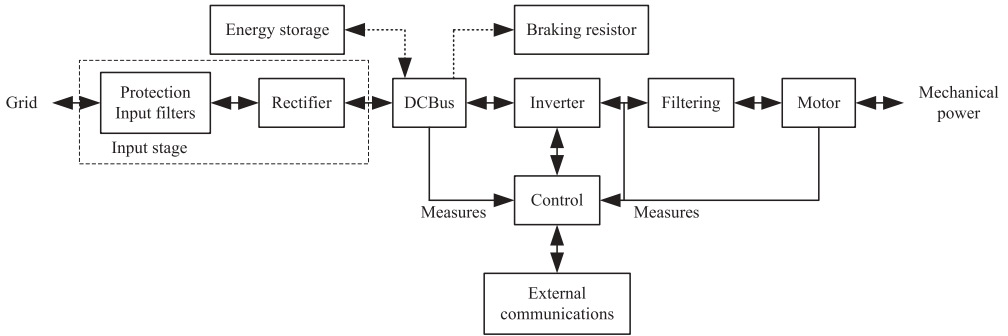 Energy storage
Braking resistor
Grid
Protection
Input filters
Rectifier
DCBus
Inverter
Filtering
Motor
Mechanical
power
Input stage
Control
Measures
Measures
External
communications